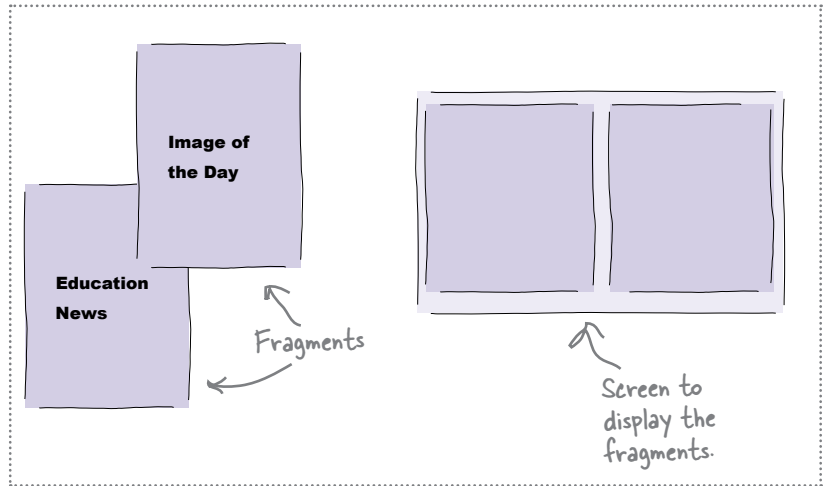 Image of
the Day
Education
News
Fragments
Screen to
display the
fragments.